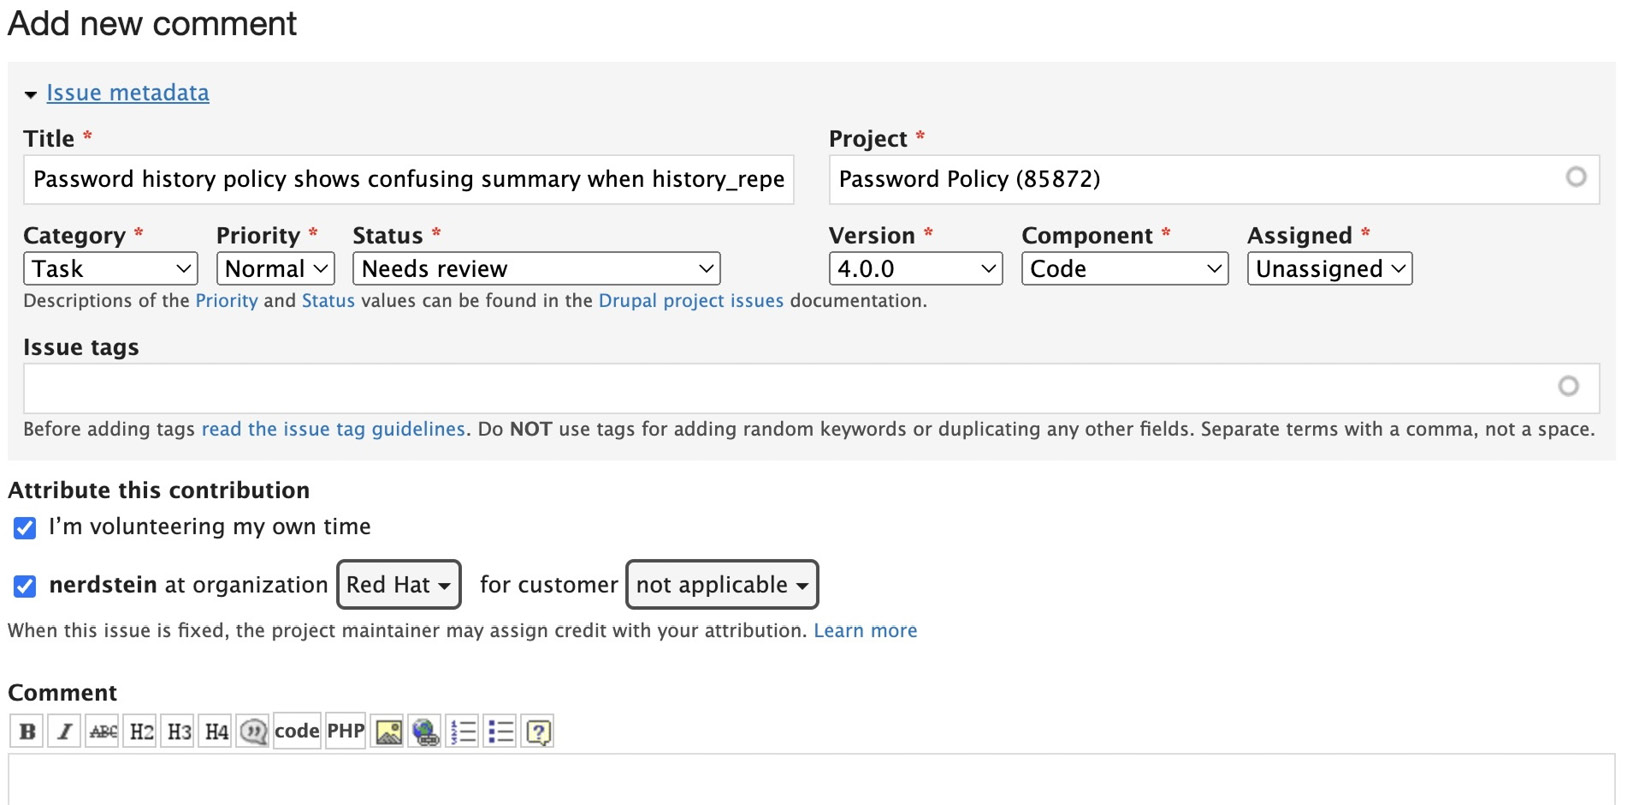 Add new comment
Issue metadata
Title *
Project *
Password history policy shows confusing summary when history_repe
Password Policy (85872)
Category * Priority * Status *
Version * Component * Assigned *
Task Normal Needs review
4.0.0 Code Unassigned
Descriptions of the Priority and Status values can be found in the Drupal project issues documentation.
Issue tags
Before adding tags read the issue tag guidelines. Do NOT use tags for adding random keywords or duplicating any other fields. Separate terms with a comma, not a space.
Attribute this contribution
I’m volunteering my own time
nerdstein at organization Red Hat for customer not applicable
When this issue is fixed, the project maintainer may assign credit with your attribution. Learn more
Comment
B I ABC H2 H3 H4 code PHP